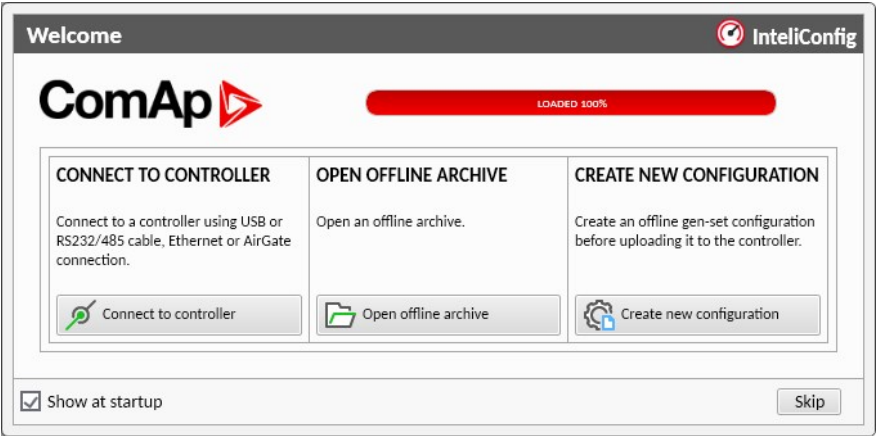 Welcome
InteliConfig
ComAp
LOADED 100%
CONNECT TO CONTROLLER
Connect to a controller using USB or
RS232/485 cable, Ethernet or AirGate
connection.
Connect to controller
OPEN OFFLINE ARCHIVE
Open an offline archive.
Open offline archive
CREATE NEW CONFIGURATION
Create an offline gen-set configuration
before uploading it to the controller.
Create new configuration
Show at startup
Skip